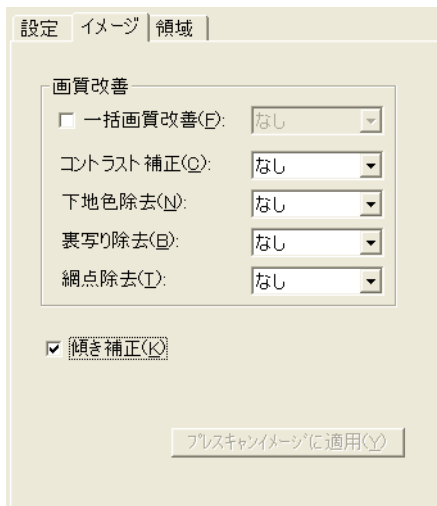 設定 イメージ 領域
画質改善
一括画質改善(F): なし
コントラスト補正(O): なし
下地色除去(N): なし
裏写り除去(B): なし
網点除去(T): なし
傾き補正(K)
プレスキャンイメージに適用(Y)